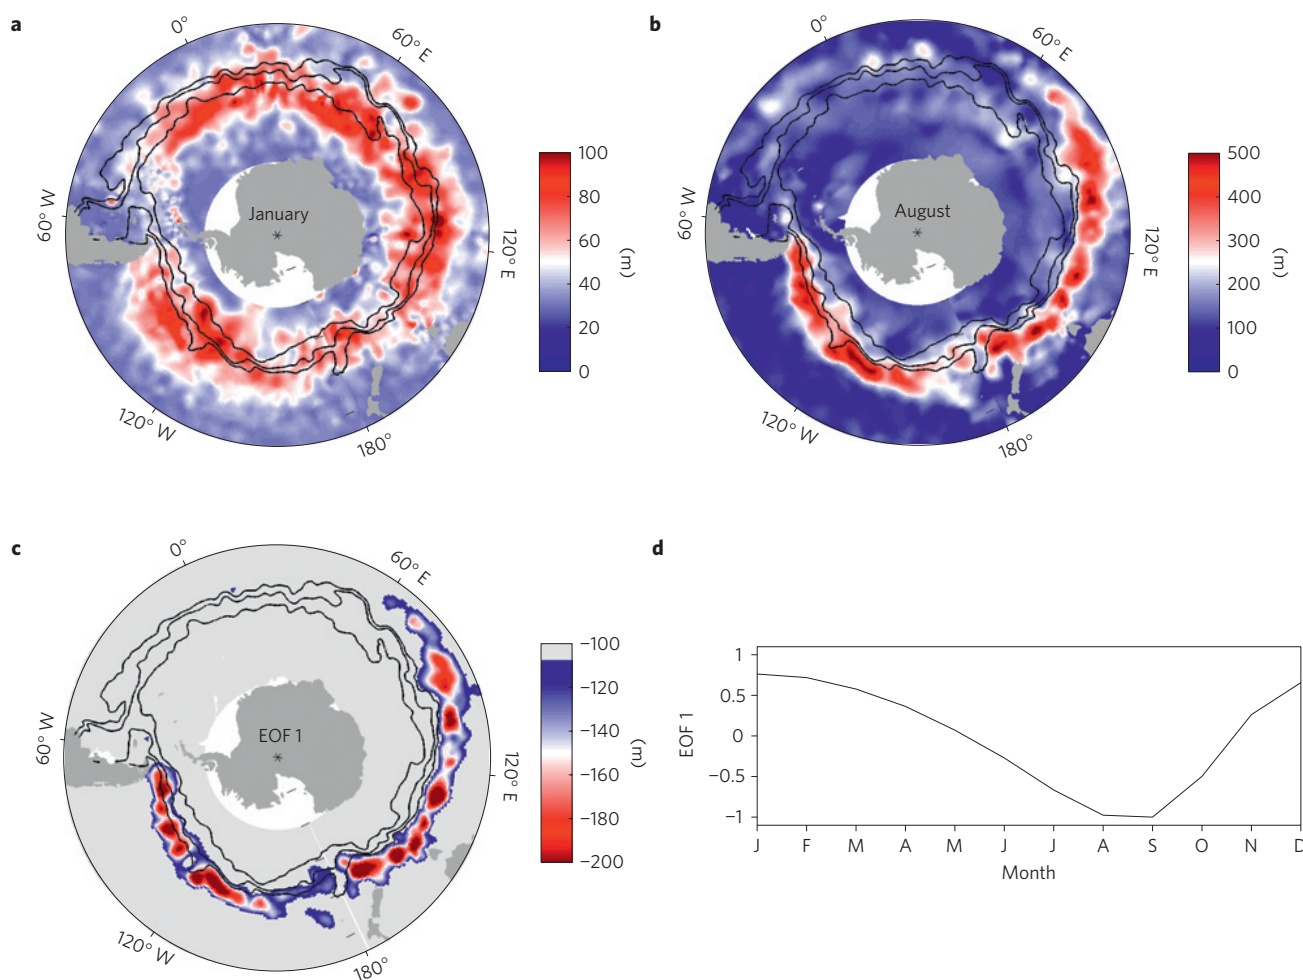 a
0°
60° E
60° W
120° E
120° W
180°
January
100
80
60
40
20
0
(m)
b
0°
60° E
60° W
120° E
120° W
180°
August
500
400
300
200
100
0
(m)
c
0°
60° E
60° W
120° E
120° W
180°
EOF 1
−100
−120
−140
−160
−180
−200
(m)
d
EOF 1
1
0.5
0
−0.5
−1
J F M A M J J A S O N D
Month